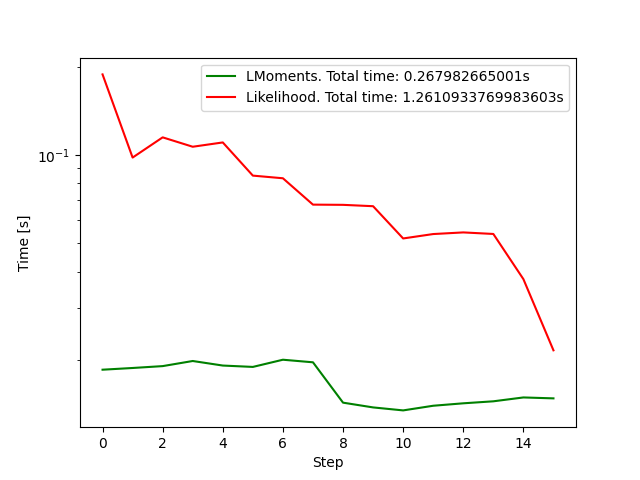 LMoments. Total time: 0.267982665001s
Likelihood. Total time: 1.2610933769983603s
10⁻¹
Time [s]
0 2 4 6 8 10 12 14
Step